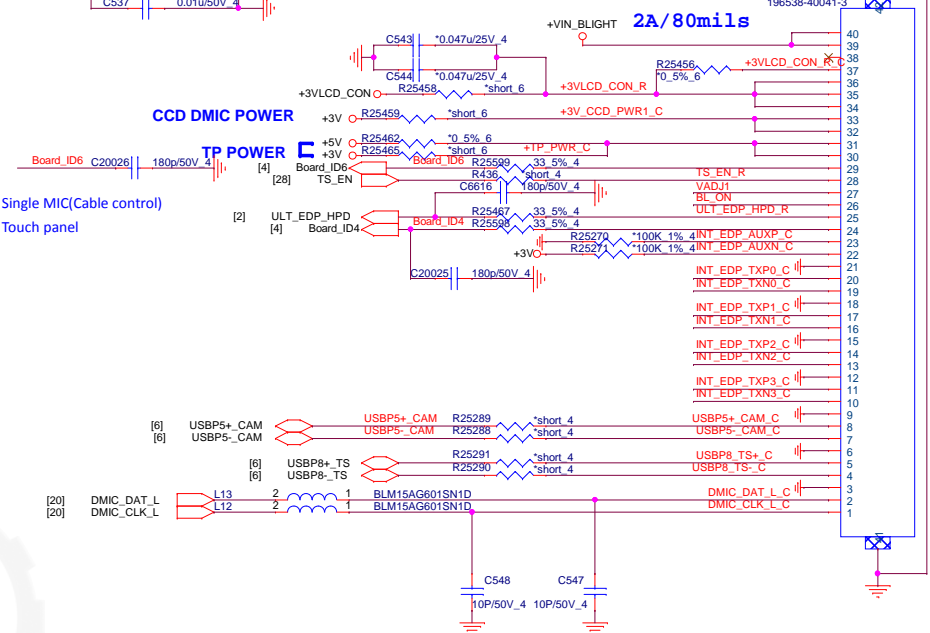 C537 0.01u/50V_4
196538-40041-3
+VIN_BLIGHT 2A/80mils
C543 *0.047u/25V_4
C544 *0.047u/25V_4
R25456 +3VLCD_CON_R_C
*0_5%_6
+3VLCD_CON R25458 *short_6 +3VLCD_CON_R
CCD DMIC POWER
+3V R25459 *short_6 +3V_CCD_PWR1_C
TP POWER
+5V R25462 *0_5%_6
+3V R25465 *short_6 +TP_PWR_C
Board_ID6 C20026 180p/50V_4
[4] Board_ID6 Board_ID6 R25599 33_5%_4
[28] TS_EN R436 *short_4 TS_EN_R
C6616 180p/50V_4 VADJ1
BL_ON
Single MIC(Cable control)
Touch panel
[2] ULT_EDP_HPD R25467 33_5%_4 ULT_EDP_HPD_R
[4] Board_ID4 Board_ID4 R25598 33_5%_4
R25270 *100K_1%_4 INT_EDP_AUXP_C
+3V R25271 *100K_1%_4 INT_EDP_AUXN_C
C20025 180p/50V_4
INT_EDP_TXP0_C
INT_EDP_TXN0_C
INT_EDP_TXP1_C
INT_EDP_TXN1_C
INT_EDP_TXP2_C
INT_EDP_TXN2_C
INT_EDP_TXP3_C
INT_EDP_TXN3_C
[6] USBP5+_CAM USBP5+_CAM R25289 *short_4 USBP5+_CAM_C
[6] USBP5-_CAM USBP5-_CAM R25288 *short_4 USBP5-_CAM_C
[6] USBP8+_TS R25291 *short_4 USBP8_TS+_C
[6] USBP8-_TS R25290 *short_4 USBP8_TS-_C
[20] DMIC_DAT_L L13 2 1 BLM15AG601SN1D DMIC_DAT_L_C
[20] DMIC_CLK_L L12 2 1 BLM15AG601SN1D DMIC_CLK_L_C
C548 C547
10P/50V_4 10P/50V_4
40
39
38
37
36
35
34
33
32
31
30
29
28
27
26
25
24
23
22
21
20
19
18
17
16
15
14
13
12
11
10
9
8
7
6
5
4
3
2
1
41